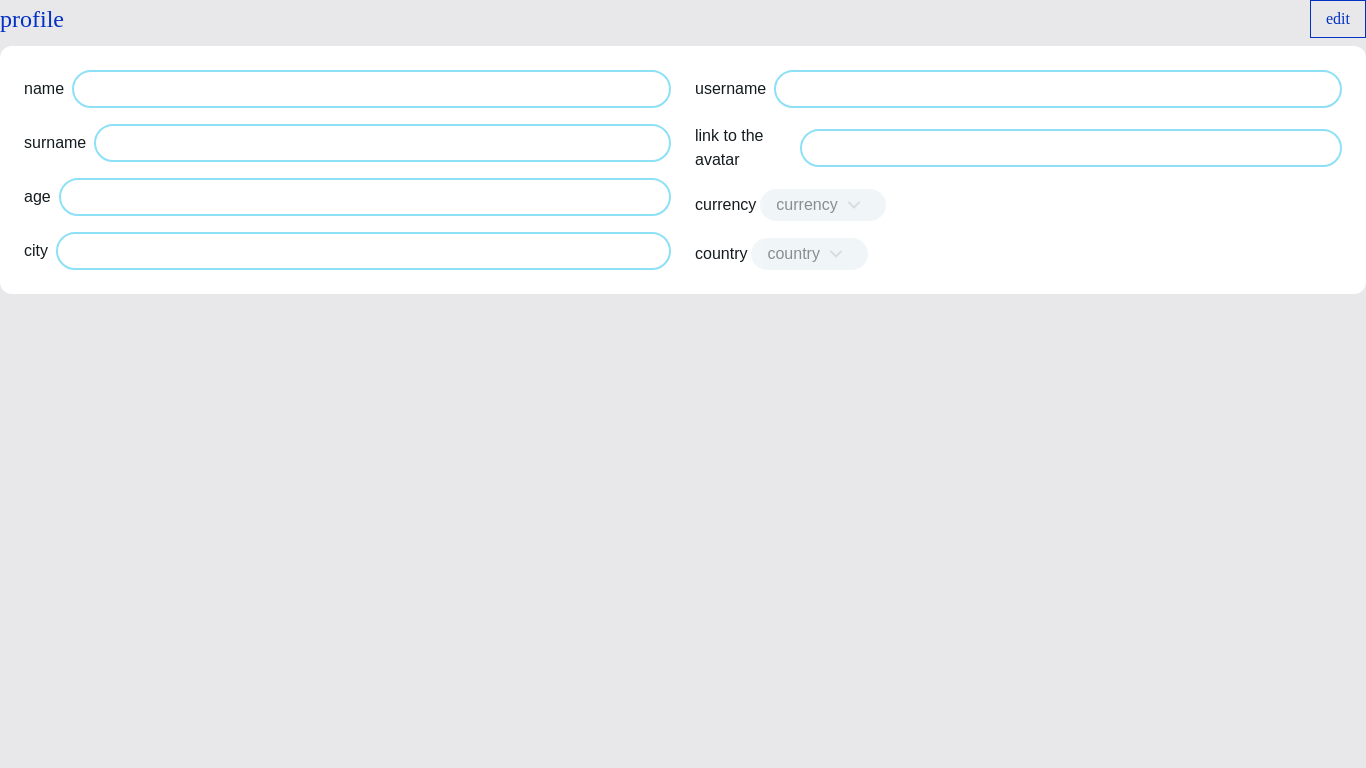 profile
edit
name
surname
age
city
username
link to the
avatar
currency currency
country country